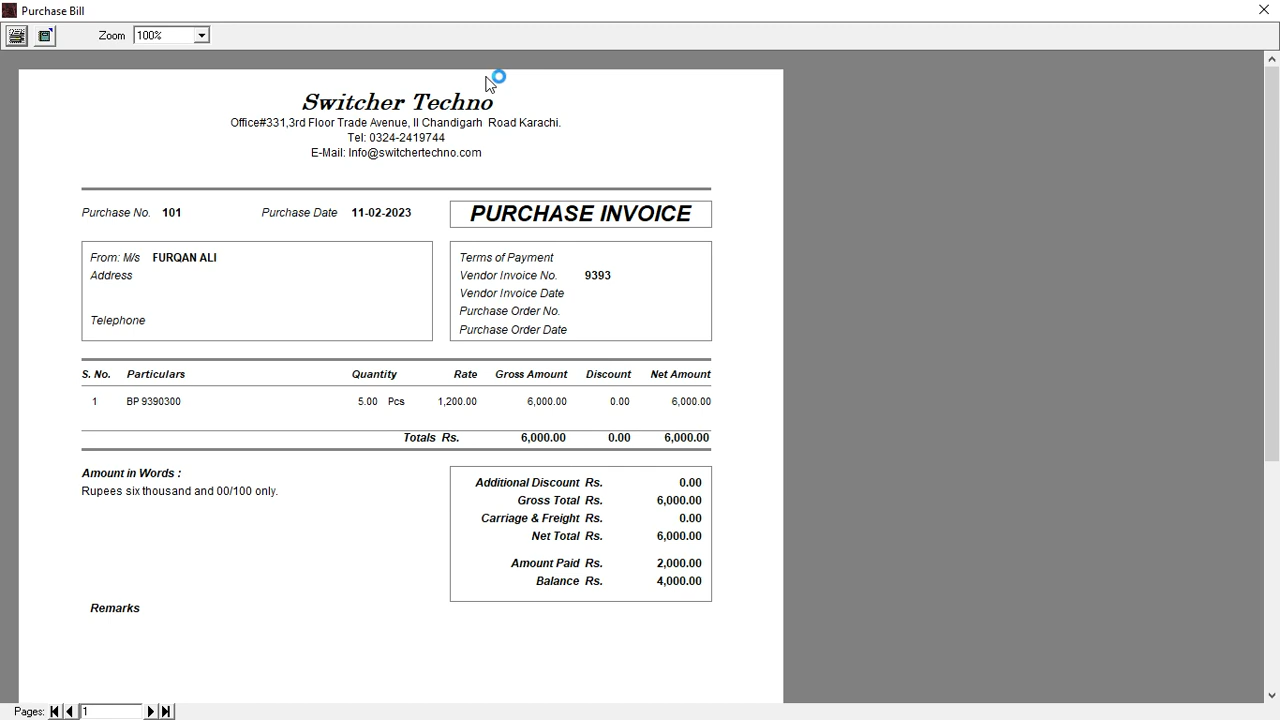 Purchase Bill
Zoom 100%
Switcher Techno
Office#331,3rd Floor Trade Avenue, II Chandigarh Road Karachi.
Tel: 0324-2419744
E-Mail: Info@switchertechno.com
Purchase No. 101 Purchase Date 11-02-2023 PURCHASE INVOICE
From: M/s FURQAN ALI
Address
Telephone
Terms of Payment
Vendor Invoice No. 9393
Vendor Invoice Date
Purchase Order No.
Purchase Order Date
S. No. Particulars Quantity Rate Gross Amount Discount Net Amount
1 BP 9390300 5.00 Pcs 1,200.00 6,000.00 0.00 6,000.00
Totals Rs. 6,000.00 0.00 6,000.00
Amount in Words :
Rupees six thousand and 00/100 only.
Additional Discount Rs. 0.00
Gross Total Rs. 6,000.00
Carriage & Freight Rs. 0.00
Net Total Rs. 6,000.00
Amount Paid Rs. 2,000.00
Balance Rs. 4,000.00
Remarks
Pages: 1